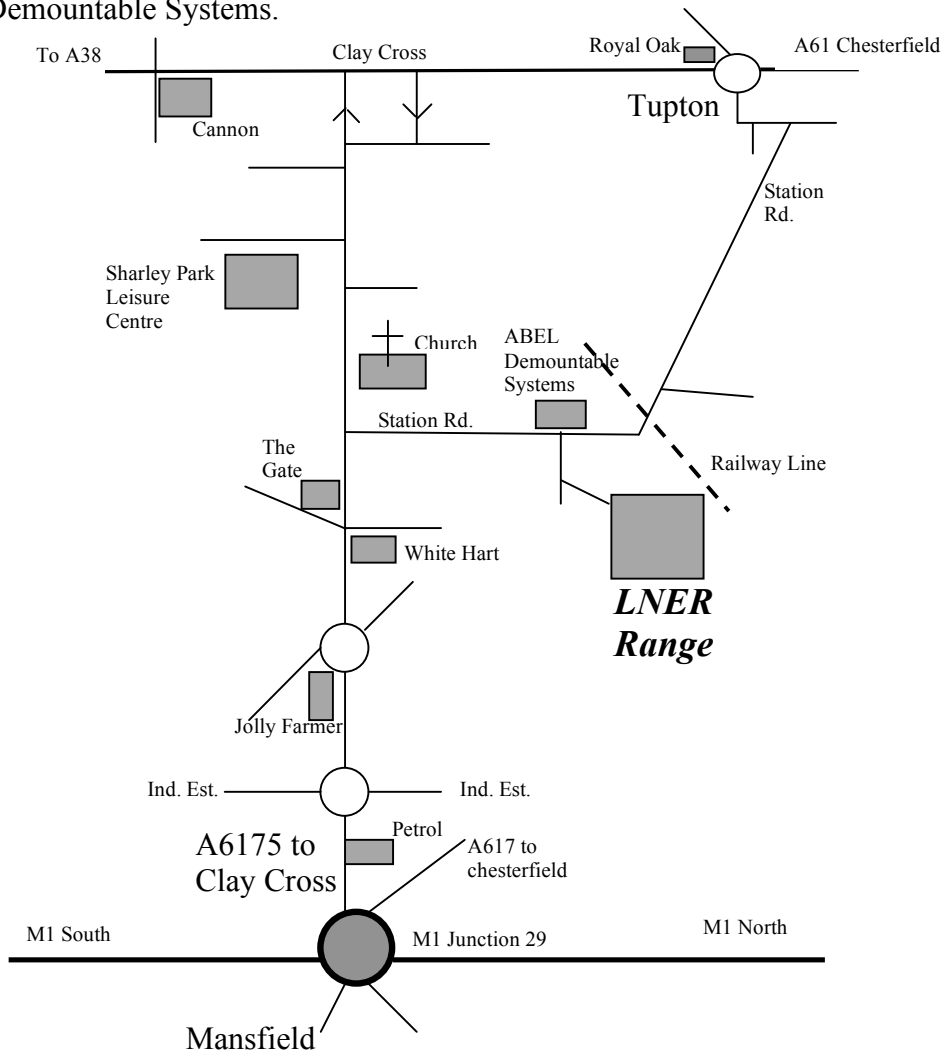 Demountable Systems.
To A38
Clay Cross
Royal Oak
A61 Chesterfield
Cannon
Tupton
Station
Rd.
Sharley Park
Leisure
Centre
Church
ABEL
Demountable
Systems
Station Rd.
The
Gate
Railway Line
White Hart
LNER
Range
Jolly Farmer
Ind. Est.
Ind. Est.
Petrol
A6175 to
Clay Cross
A617 to
chesterfield
M1 South
M1 Junction 29
M1 North
Mansfield